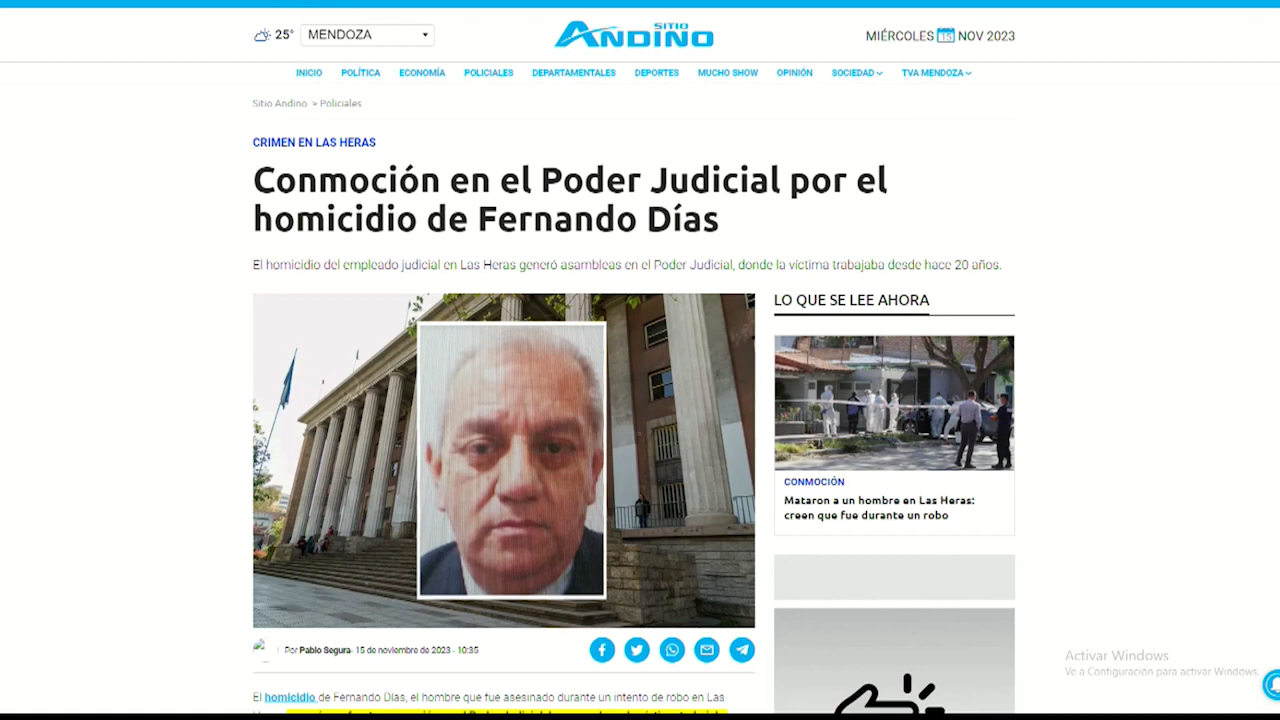 25°
MENDOZA
SITIO
ANDINO
MIÉRCOLES 15 NOV 2023
INICIO POLÍTICA ECONOMÍA POLICIALES DEPARTAMENTALES DEPORTES MUCHO SHOW OPINIÓN SOCIEDAD TVA MENDOZA
Sitio Andino > Policiales
CRIMEN EN LAS HERAS
Conmoción en el Poder Judicial por el
homicidio de Fernando Días
El homicidio del empleado judicial en Las Heras generó asambleas en el Poder Judicial, donde la víctima trabajaba desde hace 20 años.
LO QUE SE LEE AHORA
CONMOCIÓN
Mataron a un hombre en Las Heras:
creen que fue durante un robo
Por Pablo Segura- 15 de noviembre de 2023 - 10:35
El homicidio de Fernando Días, el hombre que fue asesinado durante un intento de robo en Las
Activar Windows
Ve a Configuración para activar Windows.